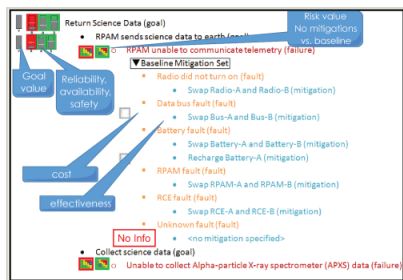 Return Science Data (goal)
Risk value
No mitigations
vs. baseline
RPAM sends science data to earth (goal)
RPAM unable to communicate telemetry (failure)
Goal
value
Reliability,
availability,
safety
Baseline Mitigation Set
Radio did not turn on (fault)
Swap Radio-A and Radio-B (mitigation)
Data bus fault (fault)
Swap Bus-A and Bus-B (mitigation)
Battery fault (fault)
Swap Battery-A and Battery-B (mitigation)
Recharge Battery-A (mitigation)
cost
RPAM fault (fault)
Swap RPAM-A and RPAM-B (mitigation)
effectiveness
RCE fault (fault)
Swap RCE-A and RCE-B (mitigation)
Unknown fault (fault)
No Info
<no mitigation specified>
Collect science data (goal)
Unable to collect Alpha-particle X-ray spectrometer (APXS) data (failure)